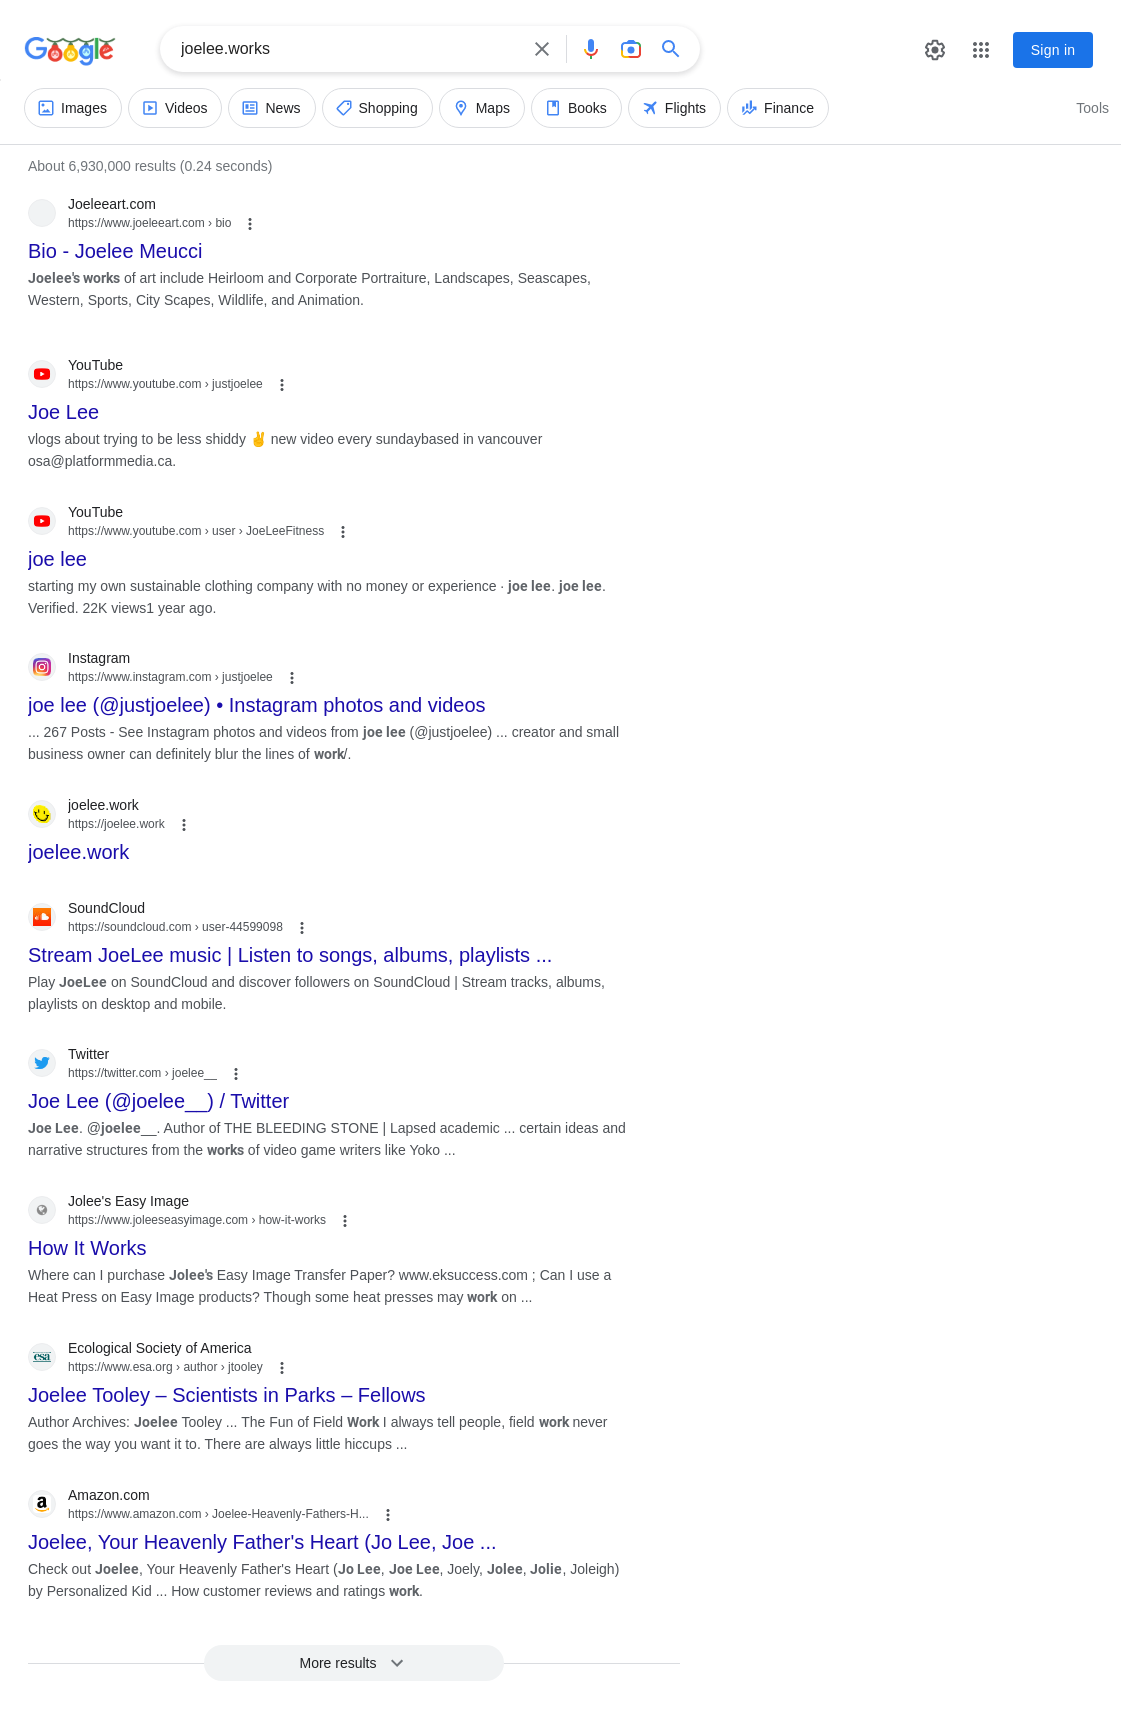 Google
joelee.works
Sign in
Images Videos News Shopping Maps Books Flights Finance Tools
About 6,930,000 results (0.24 seconds)
Joeleeart.com
https://www.joeleeart.com › bio
Bio - Joelee Meucci
Joelee's works of art include Heirloom and Corporate Portraiture, Landscapes, Seascapes,
Western, Sports, City Scapes, Wildlife, and Animation.
YouTube
https://www.youtube.com › justjoelee
Joe Lee
vlogs about trying to be less shiddy ✌️ new video every sundaybased in vancouver
osa@platformmedia.ca.
YouTube
https://www.youtube.com › user › JoeLeeFitness
joe lee
starting my own sustainable clothing company with no money or experience · joe lee. joe lee.
Verified. 22K views1 year ago.
Instagram
https://www.instagram.com › justjoelee
joe lee (@justjoelee) • Instagram photos and videos
... 267 Posts - See Instagram photos and videos from joe lee (@justjoelee) ... creator and small
business owner can definitely blur the lines of work/.
joelee.work
https://joelee.work
joelee.work
SoundCloud
https://soundcloud.com › user-44599098
Stream JoeLee music | Listen to songs, albums, playlists ...
Play JoeLee on SoundCloud and discover followers on SoundCloud | Stream tracks, albums,
playlists on desktop and mobile.
Twitter
https://twitter.com › joelee__
Joe Lee (@joelee__) / Twitter
Joe Lee. @joelee__. Author of THE BLEEDING STONE | Lapsed academic ... certain ideas and
narrative structures from the works of video game writers like Yoko ...
Jolee's Easy Image
https://www.joleeseasyimage.com › how-it-works
How It Works
Where can I purchase Jolee's Easy Image Transfer Paper? www.eksuccess.com ; Can I use a
Heat Press on Easy Image products? Though some heat presses may work on ...
esa
Ecological Society of America
https://www.esa.org › author › jtooley
Joelee Tooley – Scientists in Parks – Fellows
Author Archives: Joelee Tooley ... The Fun of Field Work I always tell people, field work never
goes the way you want it to. There are always little hiccups ...
Amazon.com
https://www.amazon.com › Joelee-Heavenly-Fathers-H...
Joelee, Your Heavenly Father's Heart (Jo Lee, Joe ...
Check out Joelee, Your Heavenly Father's Heart (Jo Lee, Joe Lee, Joely, Jolee, Jolie, Joleigh)
by Personalized Kid ... How customer reviews and ratings work.
More results